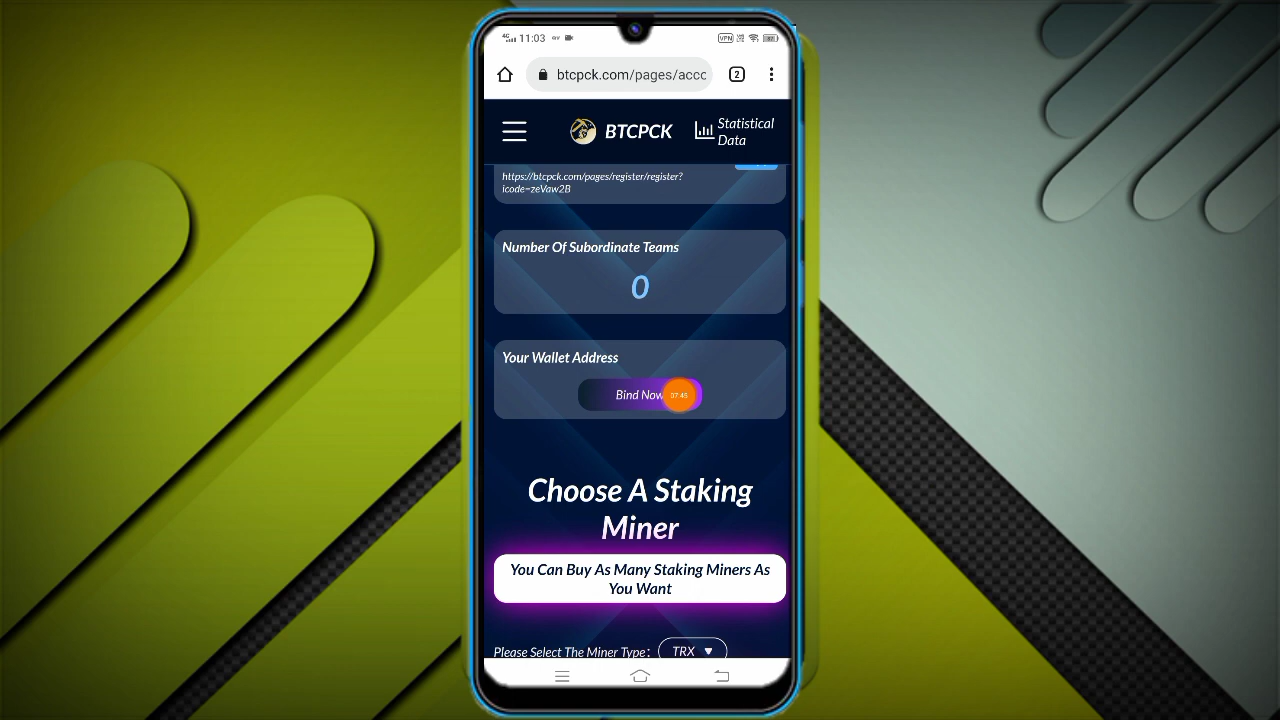 4G 11:03 VPN
btcpck.com/pages/acco 2
BTCPCK
Statistical
Data
https://btcpck.com/pages/register/register?
icode=zeVaw2B
Number Of Subordinate Teams
0
Your Wallet Address
Bind Now 07:45
Choose A Staking
Miner
You Can Buy As Many Staking Miners As
You Want
Please Select The Miner Type: TRX